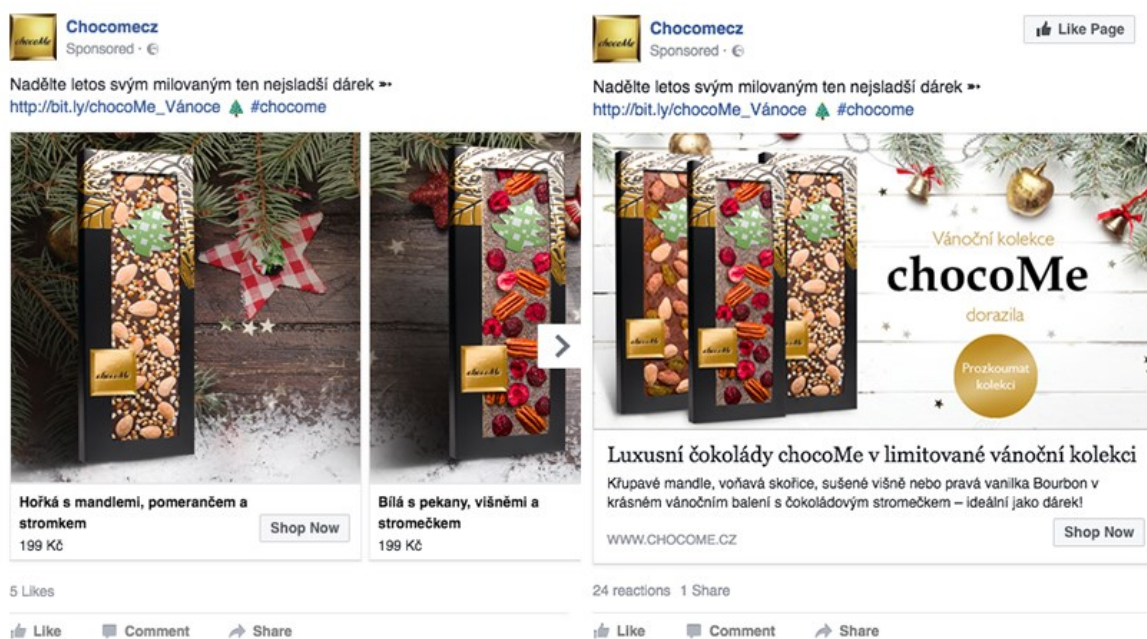 Chocomecz
Sponsored ·
Nadělte letos svým milovaným ten nejsladší dárek ➳
http://bit.ly/chocoMe_Vánoce 🎄 #chocome
chocoMe
chocoMe
Hořká s mandlemi, pomerančem a
stromkem
199 Kč
Shop Now
Bílá s pekany, višněmi a
stromečkem
199 Kč
5 Likes
Like Comment Share
Chocomecz
Sponsored ·
Like Page
Nadělte letos svým milovaným ten nejsladší dárek ➳
http://bit.ly/chocoMe_Vánoce 🎄 #chocome
chocoMe
chocoMe
Vánoční kolekce
chocoMe
dorazila
Prozkoumat
kolekci
Luxusní čokolády chocoMe v limitované vánoční kolekci
Křupavé mandle, voňavá skořice, sušené višně nebo pravá vanilka Bourbon v
krásném vánočním balení s čokoládovým stromečkem – ideální jako dárek!
WWW.CHOCOME.CZ
Shop Now
24 reactions 1 Share
Like Comment Share